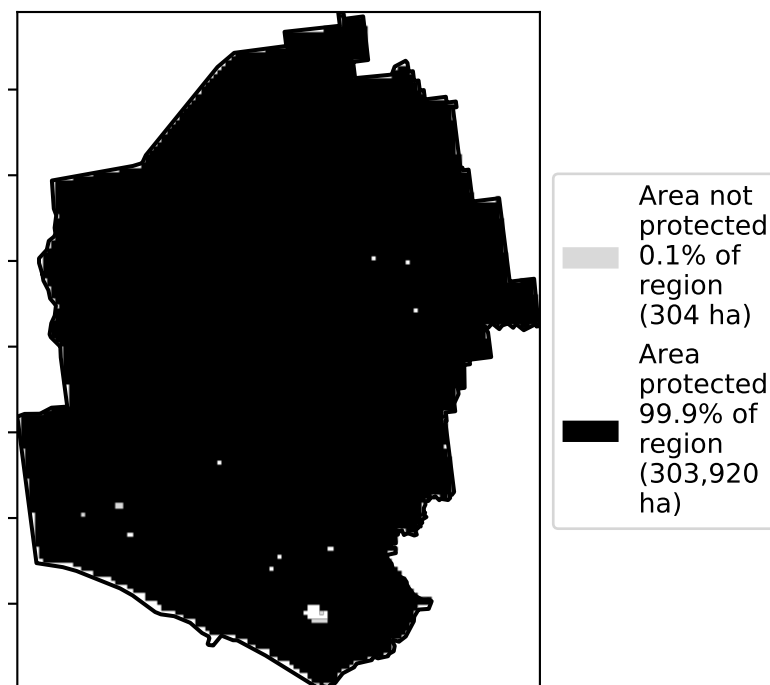 Area not
protected
0.1% of
region
(304 ha)
Area
protected
99.9% of
region
(303,920
ha)